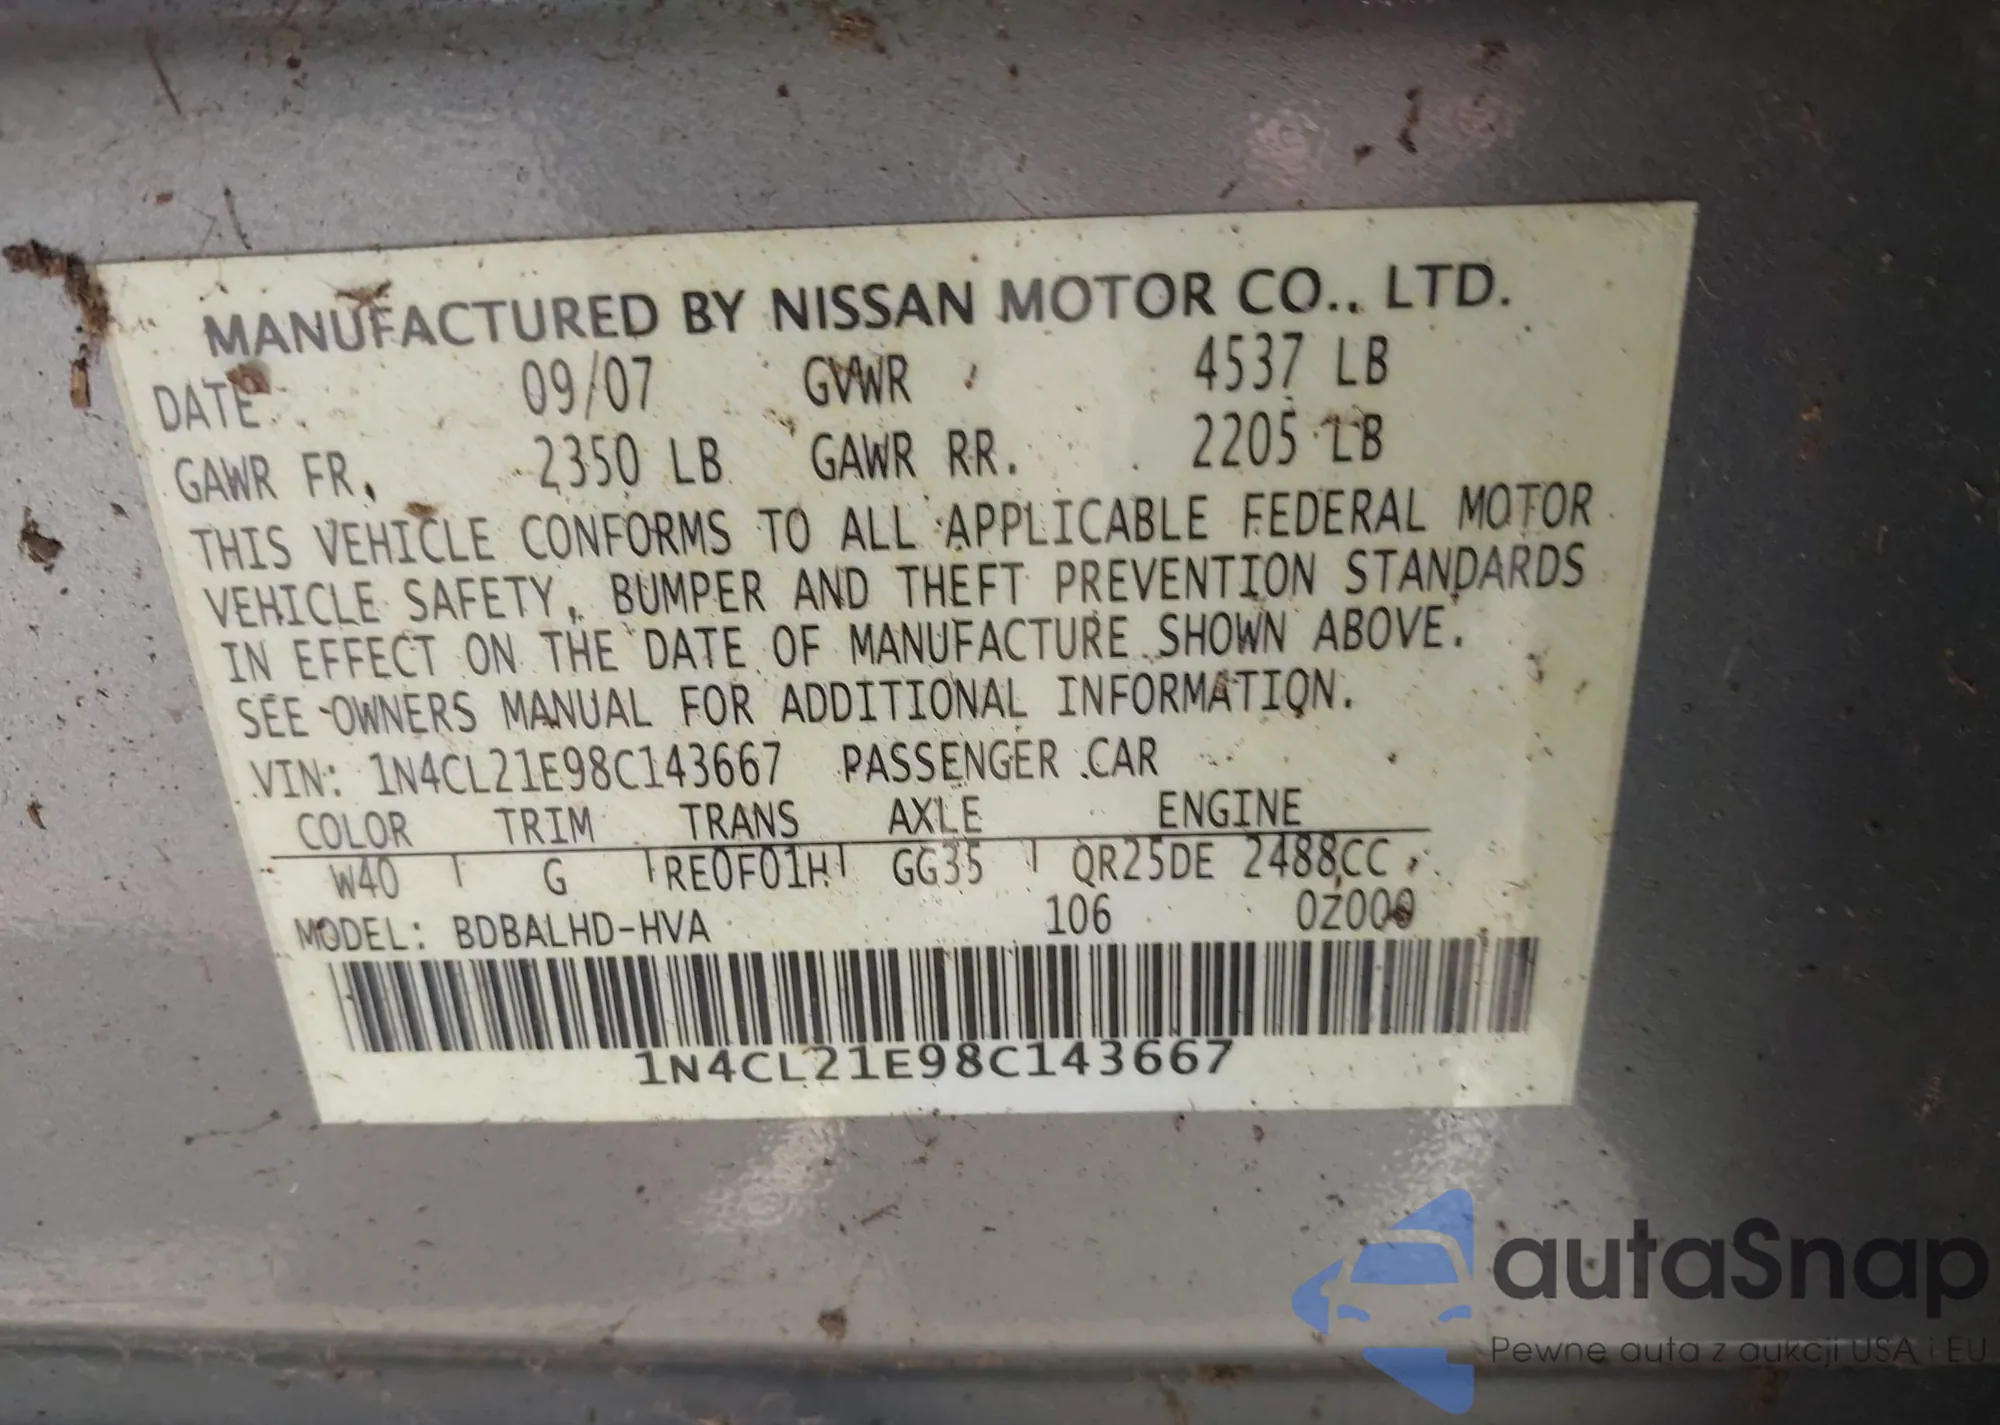 MANUFACTURED BY NISSAN MOTOR CO., LTD.
DATE 09/07 GVWR 4537 LB
GAWR FR, 2350 LB GAWR RR. 2205 LB
THIS VEHICLE CONFORMS TO ALL APPLICABLE FEDERAL MOTOR
VEHICLE SAFETY, BUMPER AND THEFT PREVENTION STANDARDS
IN EFFECT ON THE DATE OF MANUFACTURE SHOWN ABOVE.
SEE OWNERS MANUAL FOR ADDITIONAL INFORMATION.
VIN: 1N4CL21E98C143667 PASSENGER CAR
COLOR TRIM TRANS AXLE ENGINE
W40 G RE0F01H GG35 QR25DE 2488CC
MODEL: BDBALHD-HVA 106 0Z000
1N4CL21E98C143667
autaSnap
Pewne auta z aukcji USA i EU